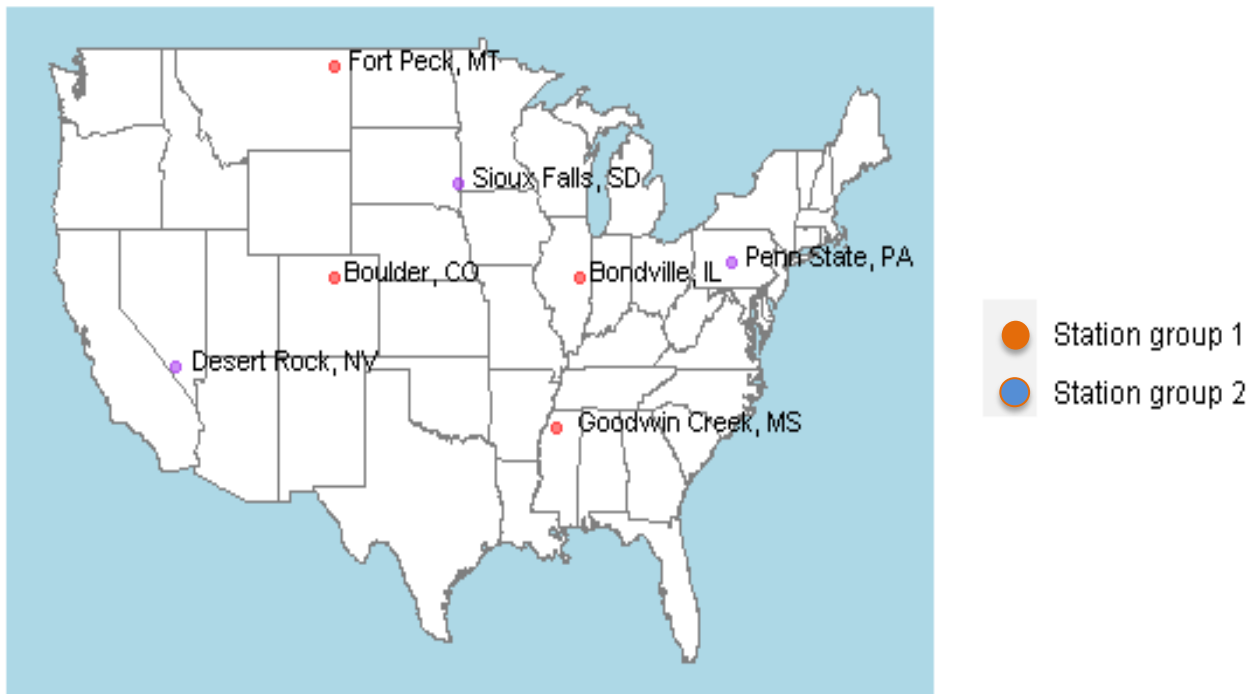 Fort Peck, MT
Sioux Falls, SD
Penn State, PA
Boulder, CO
Bondville, IL
Desert Rock, NV
Goodwin Creek, MS
Station group 1
Station group 2